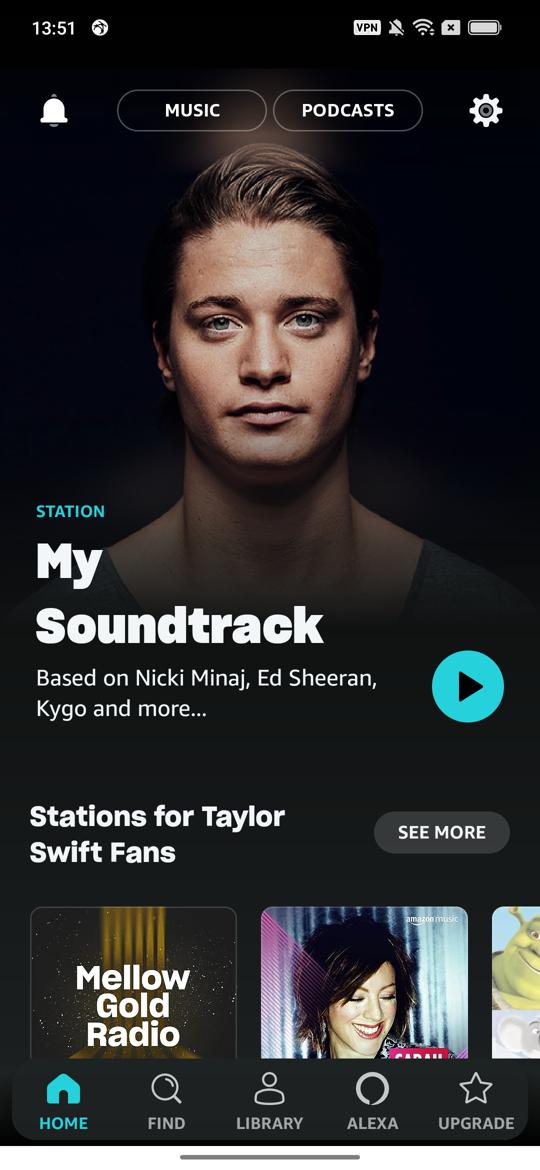 13:51
VPN
MUSIC
PODCASTS
STATION
My
Soundtrack
Based on Nicki Minaj, Ed Sheeran,
Kygo and more...
Stations for Taylor
Swift Fans
SEE MORE
Mellow
Gold
Radio
amazon music
SARAH
HOME
FIND
LIBRARY
ALEXA
UPGRADE